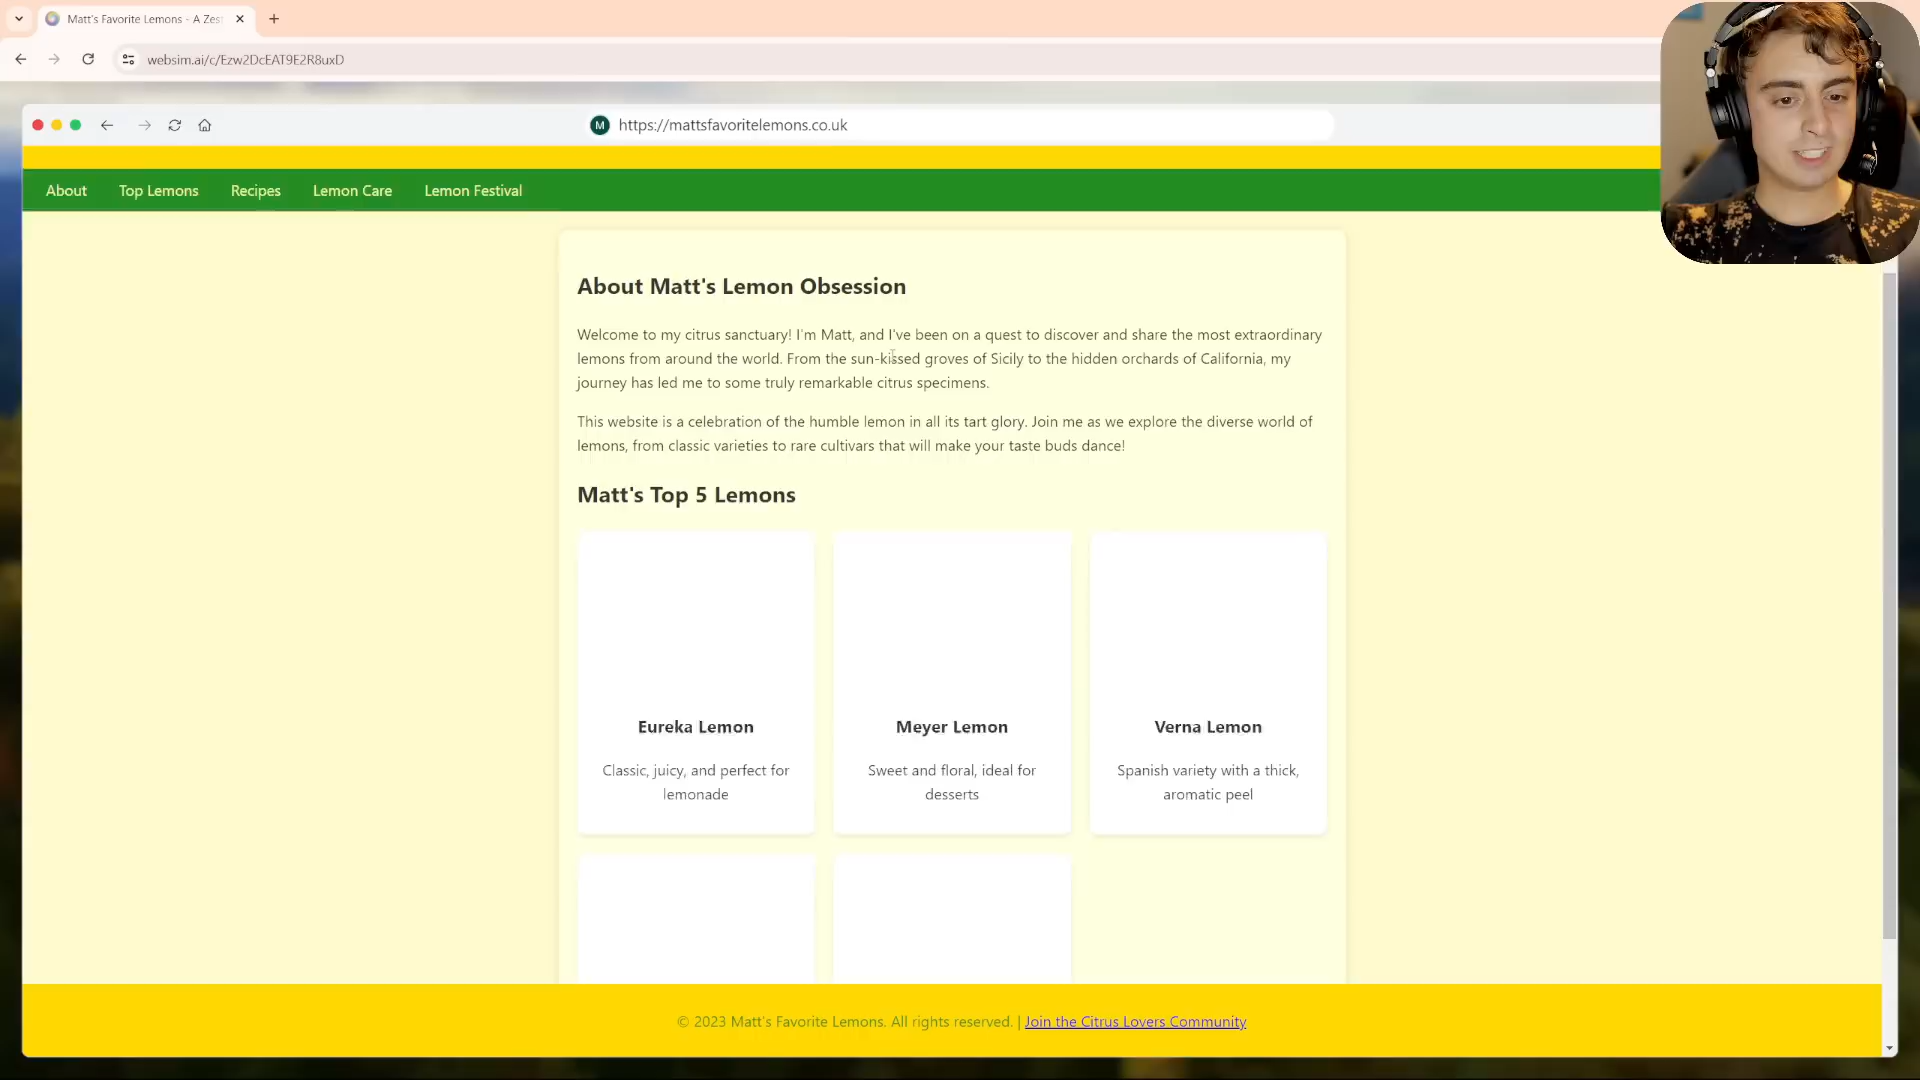 Matt's Favorite Lemons - A Zes
websim.ai/c/Ezw2DcEAT9E2R8uxD
M https://mattsfavoritelemons.co.uk
About Top Lemons Recipes Lemon Care Lemon Festival
About Matt's Lemon Obsession
Welcome to my citrus sanctuary! I'm Matt, and I've been on a quest to discover and share the most extraordinary
lemons from around the world. From the sun-kissed groves of Sicily to the hidden orchards of California, my
journey has led me to some truly remarkable citrus specimens.
This website is a celebration of the humble lemon in all its tart glory. Join me as we explore the diverse world of
lemons, from classic varieties to rare cultivars that will make your taste buds dance!
Matt's Top 5 Lemons
Eureka Lemon
Classic, juicy, and perfect for
lemonade
Meyer Lemon
Sweet and floral, ideal for
desserts
Verna Lemon
Spanish variety with a thick,
aromatic peel
© 2023 Matt's Favorite Lemons. All rights reserved. | Join the Citrus Lovers Community